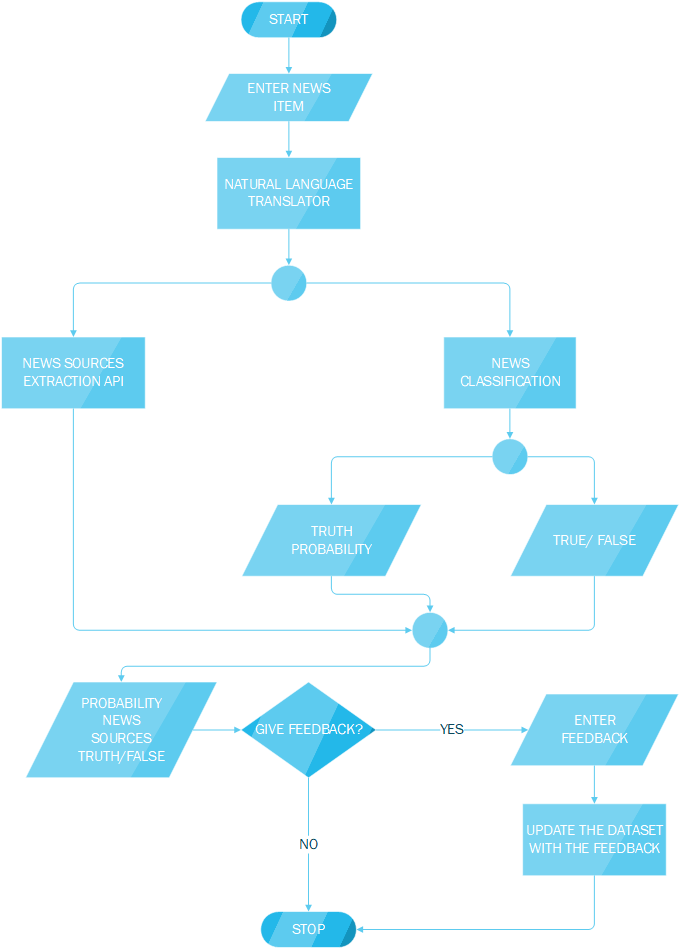 START
ENTER NEWS
ITEM
NATURAL LANGUAGE
TRANSLATOR
NEWS SOURCES
EXTRACTION API
NEWS
CLASSIFICATION
TRUTH
PROBABILITY
TRUE/ FALSE
PROBABILITY
NEWS
SOURCES
TRUTH/FALSE
GIVE FEEDBACK?
YES
ENTER
FEEDBACK
UPDATE THE DATASET
WITH THE FEEDBACK
NO
STOP